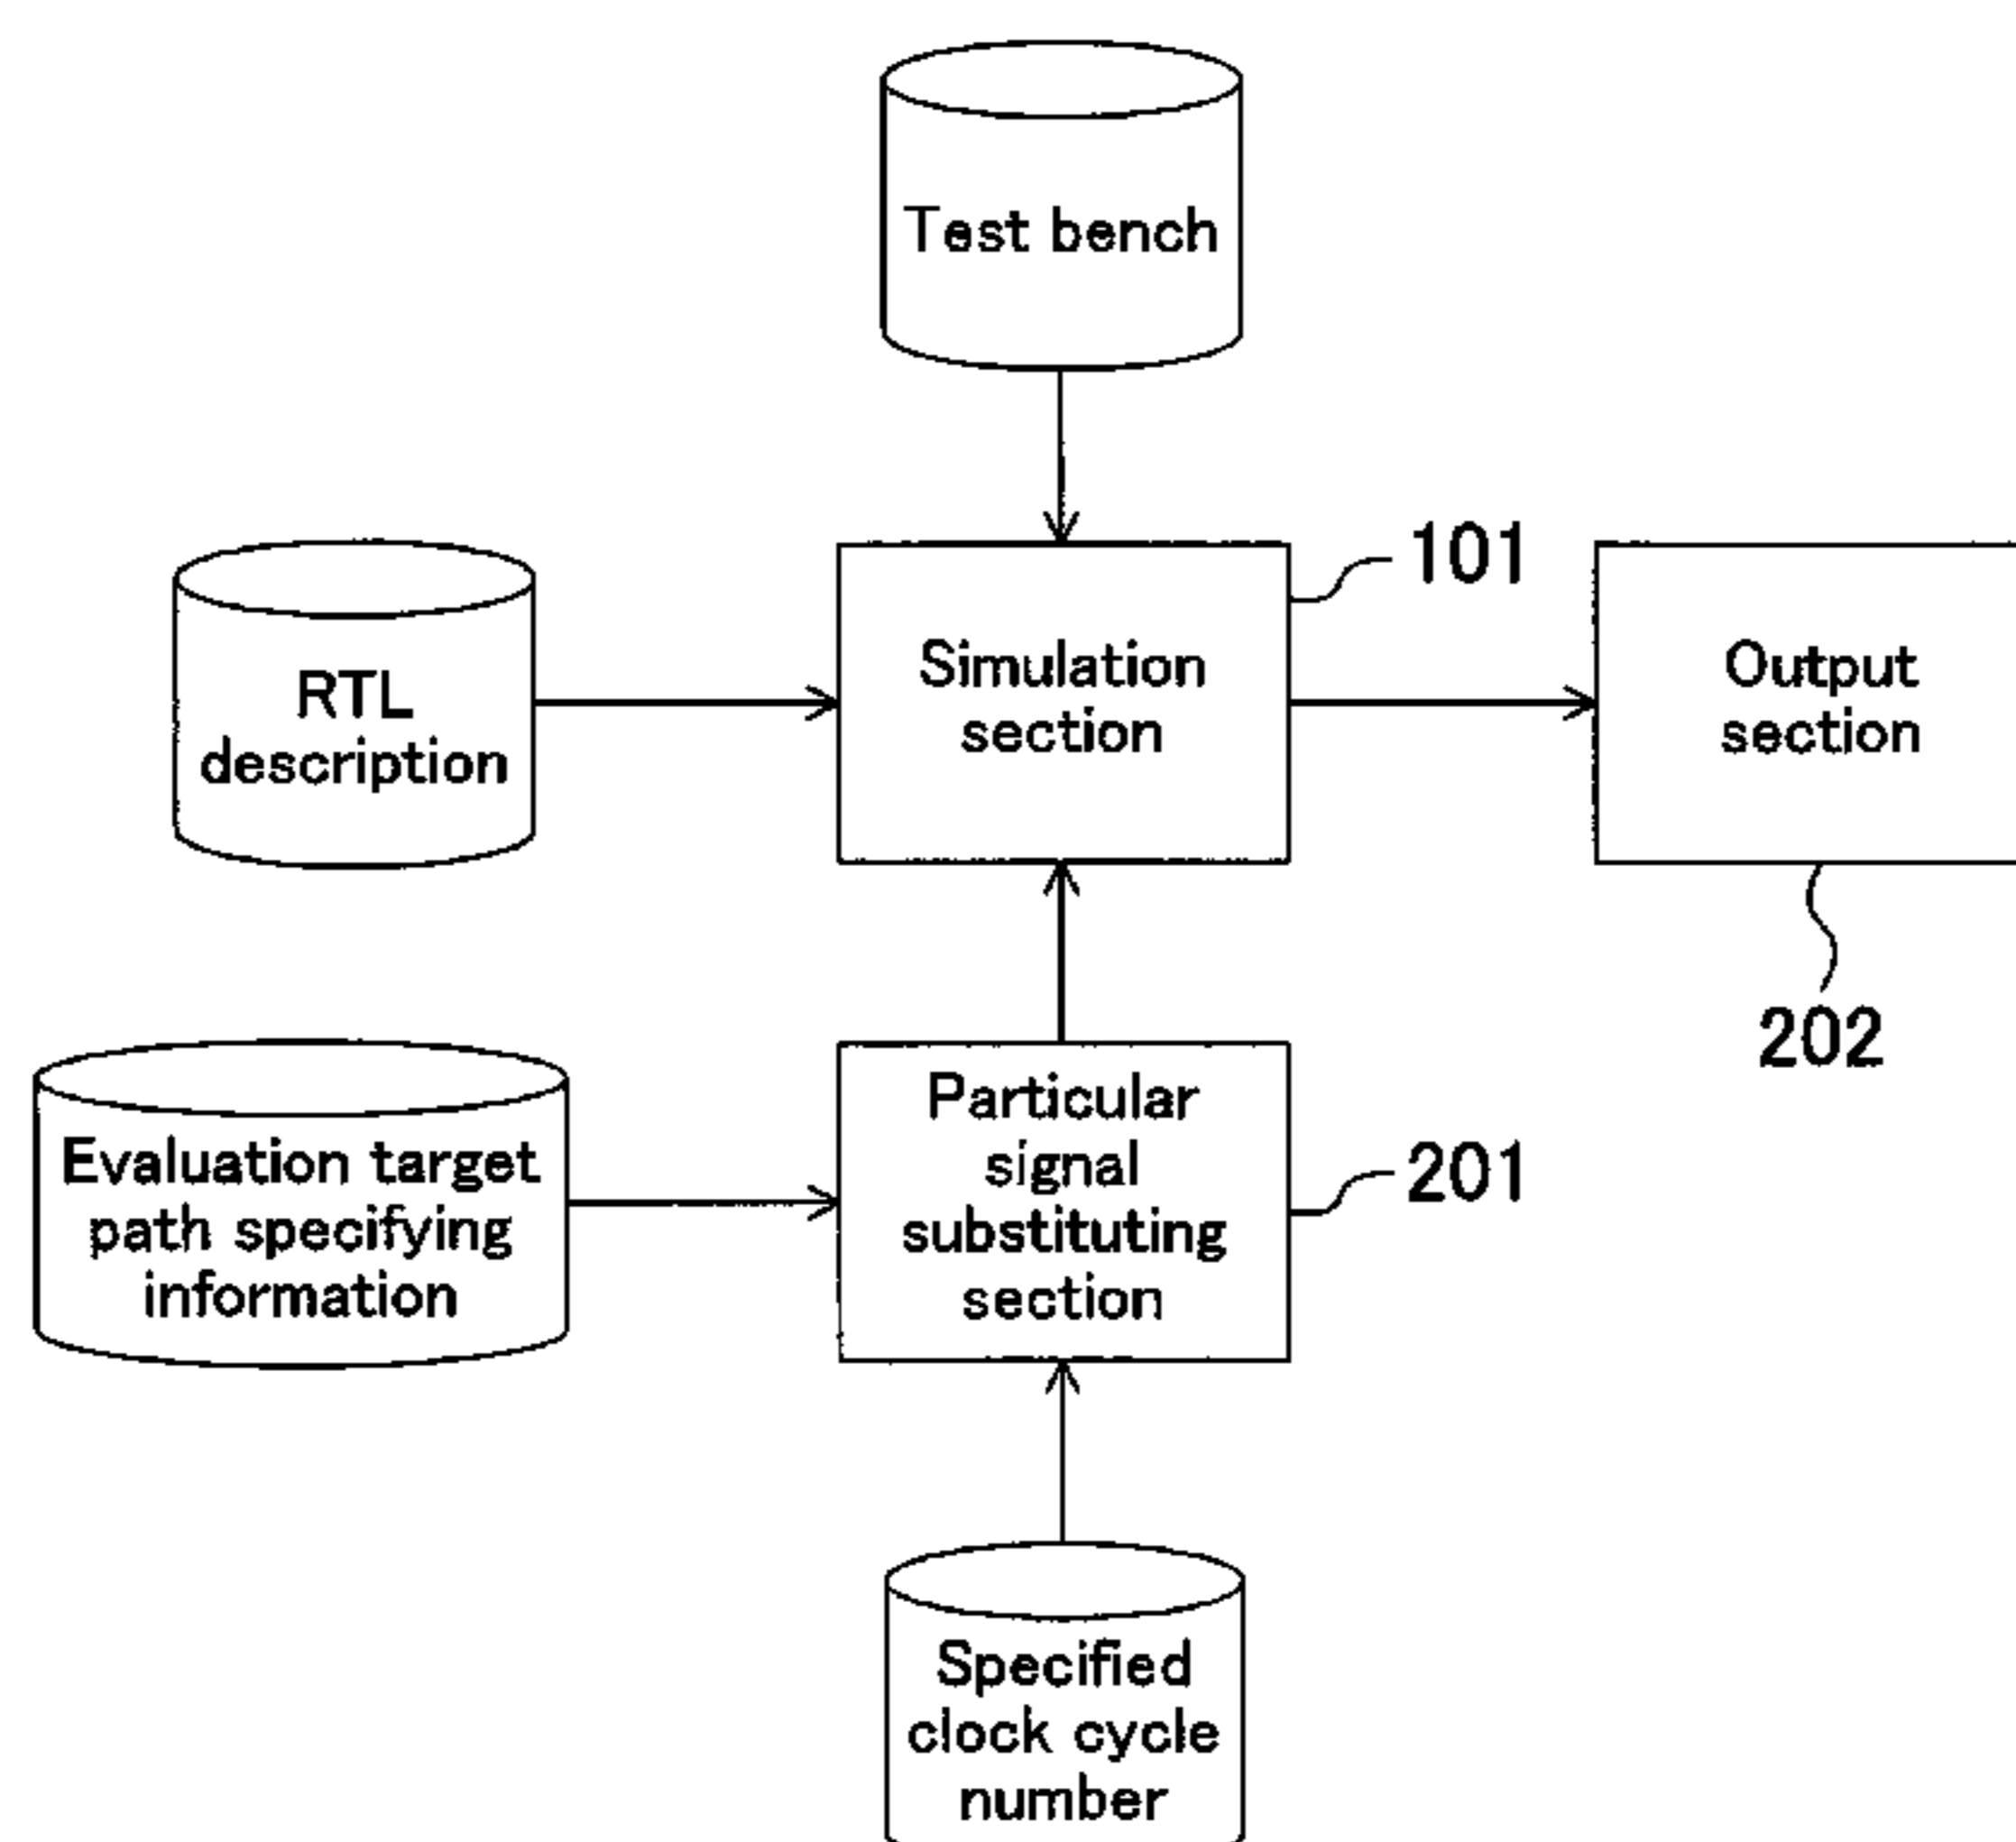 Test bench
101
RTL
description
Simulation
section
Output
section
202
Evaluation target
path specifying
information
Particular
signal
substituting
section
201
Specified
clock cycle
number